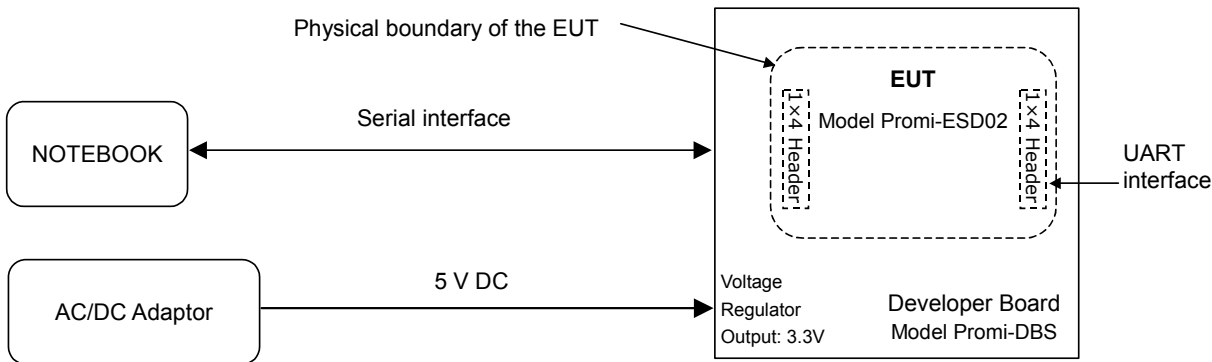 Physical boundary of the EUT
EUT
1×4 Header
Model Promi-ESD02
1×4 Header
Serial interface
NOTEBOOK
UART
interface
5 V DC
AC/DC Adaptor
Voltage
Regulator
Output: 3.3V
Developer Board
Model Promi-DBS